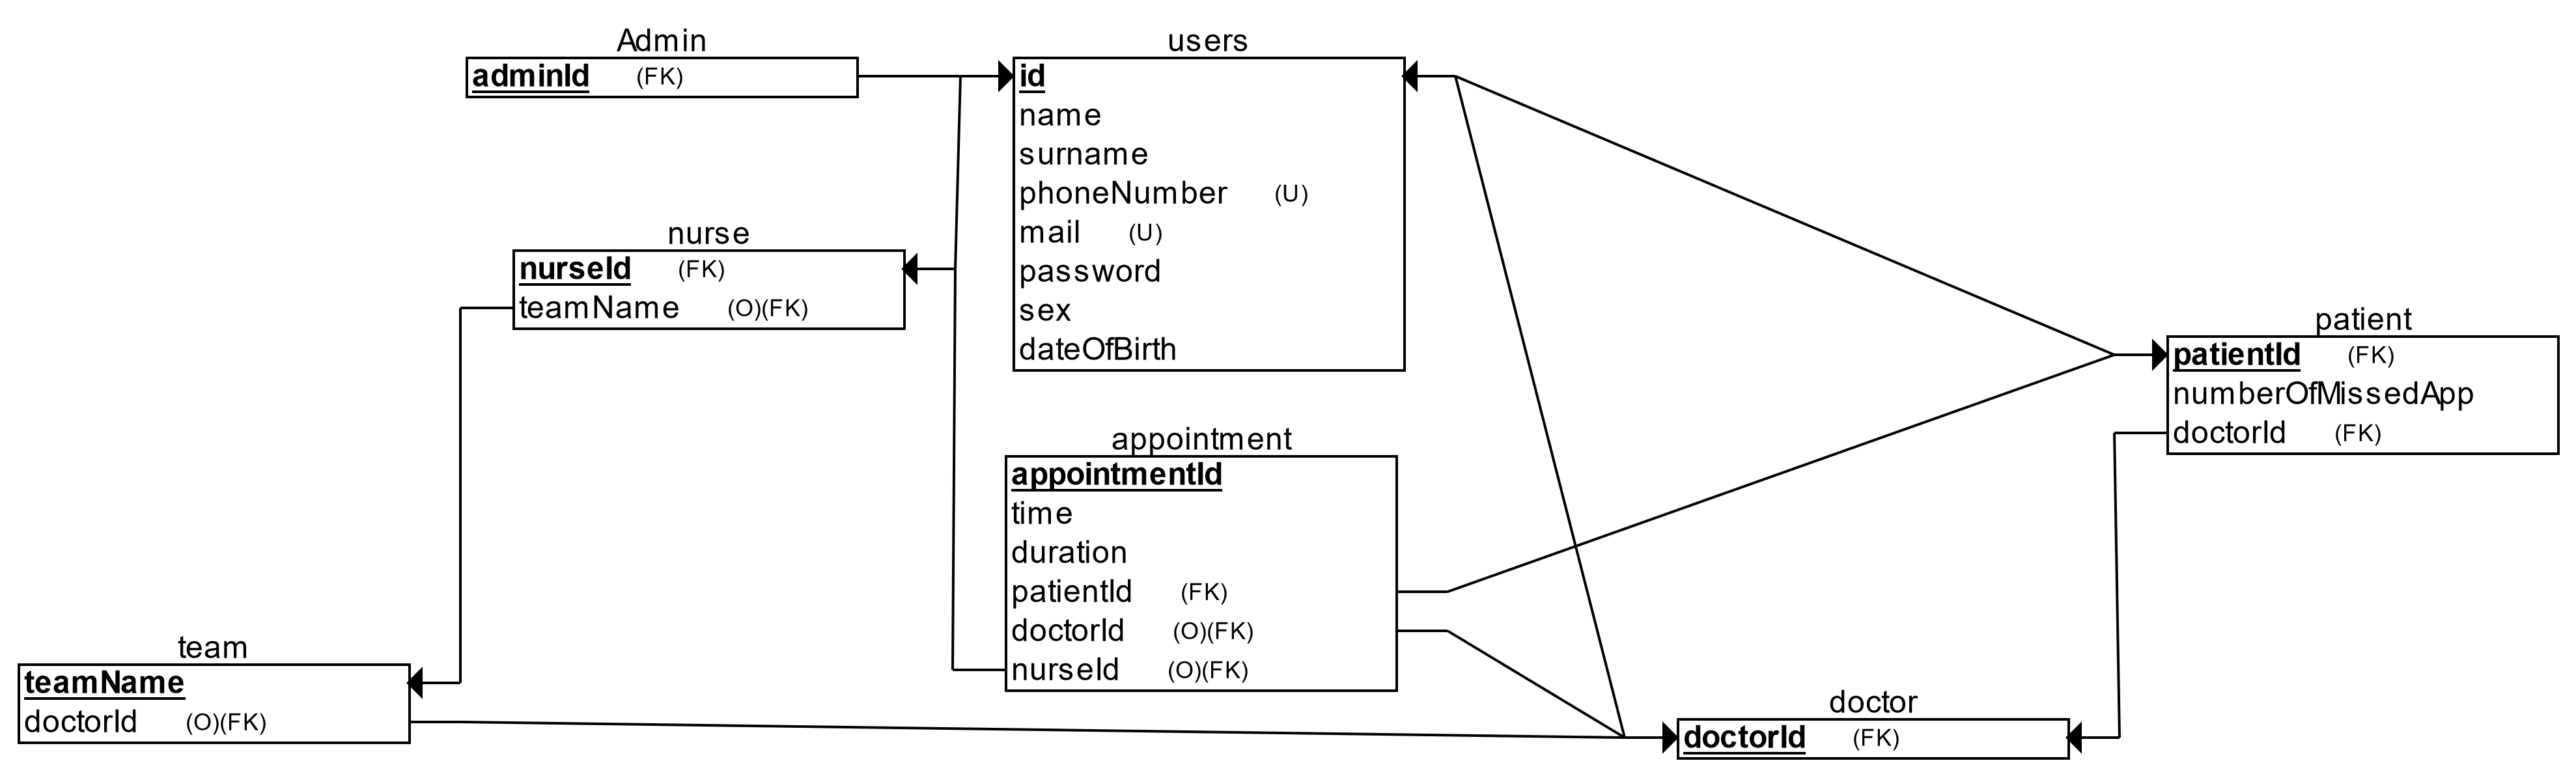 Admin
adminId (FK)
users
id
name
surname
phoneNumber (U)
mail (U)
password
sex
dateOfBirth
nurse
nurseId (FK)
teamName (O)(FK)
patient
patientId (FK)
numberOfMissedApp
doctorId (FK)
appointment
appointmentId
time
duration
patientId (FK)
doctorId (O)(FK)
nurseId (O)(FK)
team
teamName
doctorId (O)(FK)
doctor
doctorId (FK)